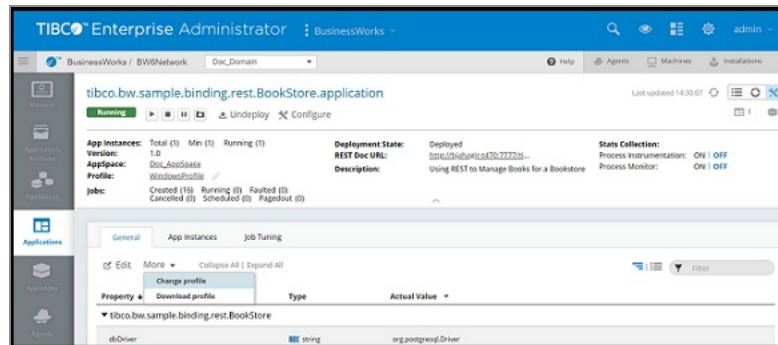 TIBCO™ Enterprise Administrator BusinessWorks admin
BusinessWorks / BW6Network Doc_Domain Help Agents Machines Installations
Monitor
Application Archives
AppSpaces
Applications
AppNodes
Agents
tibco.bw.sample.binding.rest.BookStore.application
Last updated 14:30:07
Running Undeploy Configure
App Instances: Total (1) Min (1) Running (1)
Version: 1.0
AppSpace: Doc_AppSpace
Profile: WindowsProfile
Jobs: Created (16) Running (0) Faulted (0)
Cancelled (0) Scheduled (0) Pagedout (0)
Deployment State: Deployed
REST Doc URL:
Description: Using REST to Manage Books for a Bookstore
Stats Collection:
Process Instrumentation: ON | OFF
Process Monitor: ON | OFF
General App Instances Job Tuning
Edit More Collapse All | Expand All Filter
Change profile
Download profile
Property Type Actual Value
tibco.bw.sample.binding.rest.BookStore
dbDriver string org.postgresql.Driver